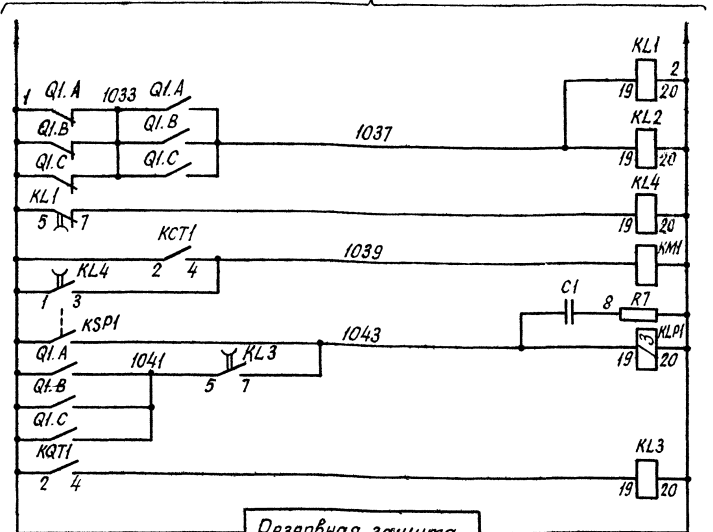 KL1
1 Q1.A 1033 Q1.A 19 20 2
Q1.B Q1.B 1037 KL2
Q1.C Q1.C 19 20
KL1 KL4
5 7 19 20
KCT1 1039 KM1
2 4
KL4
1 3
C1 8 R7
KSP1 1043 KLP1
Q1.A 1041 KL3 3
5 7 19 20
Q1.B
Q1.C
KQT1 KL3
2 4 19 20
Резервная защита